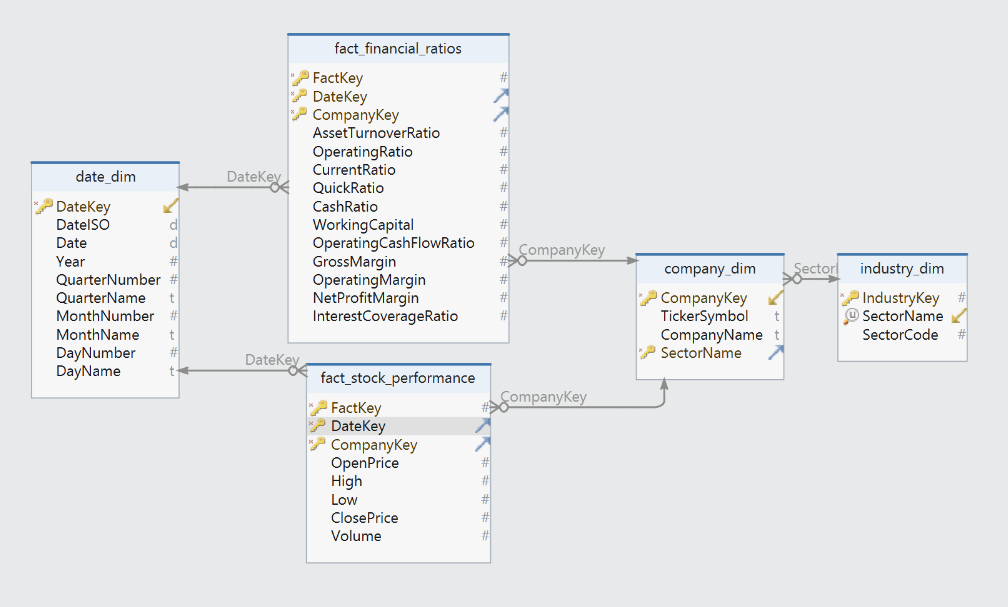 fact_financial_ratios
FactKey #
DateKey
CompanyKey
AssetTurnoverRatio #
OperatingRatio #
CurrentRatio #
QuickRatio #
CashRatio #
WorkingCapital #
OperatingCashFlowRatio #
GrossMargin #
OperatingMargin #
NetProfitMargin #
InterestCoverageRatio #
DateKey
date_dim
DateKey
DateISO d
Date d
Year #
QuarterNumber #
QuarterName t
MonthNumber #
MonthName t
DayNumber #
DayName t
DateKey
fact_stock_performance
FactKey #
DateKey
CompanyKey
OpenPrice #
High #
Low #
ClosePrice #
Volume #
CompanyKey
CompanyKey
company_dim
CompanyKey
TickerSymbol t
CompanyName t
SectorName
Sector
industry_dim
IndustryKey #
u SectorName
SectorCode #